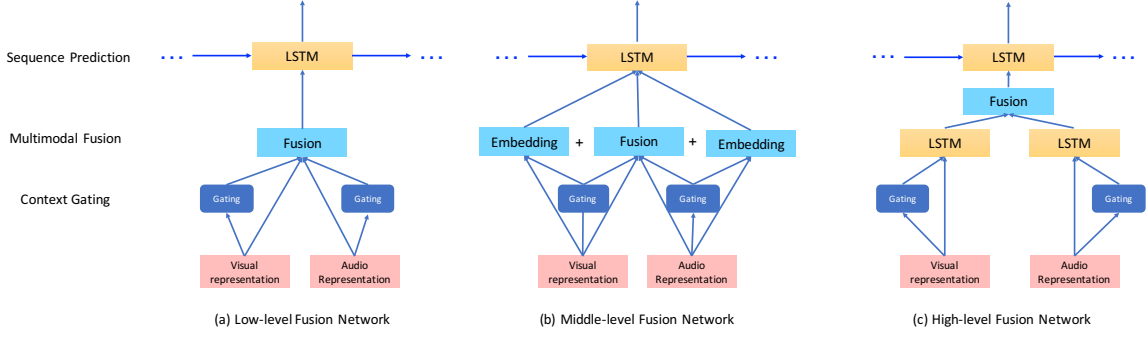 Sequence Prediction
Multimodal Fusion
Context Gating
...
LSTM
...
Fusion
Gating
Gating
Visual
representation
Audio
Representation
(a) Low-level Fusion Network
...
LSTM
...
Embedding
+
Fusion
+
Embedding
Gating
Gating
Visual
representation
Audio
Representation
(b) Middle-level Fusion Network
...
LSTM
...
Fusion
LSTM
LSTM
Gating
Gating
Visual
representation
Audio
Representation
(c) High-level Fusion Network